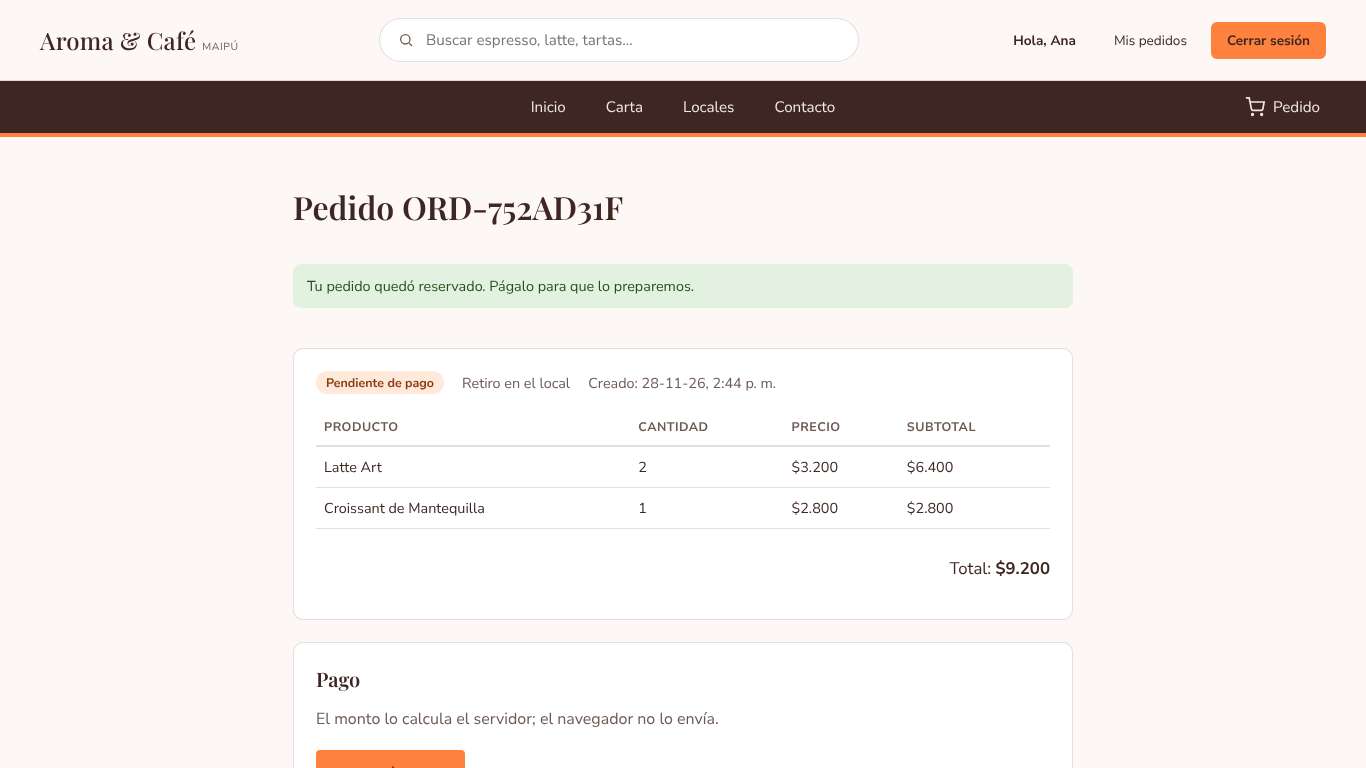 Aroma & Café MAIPÚ
Buscar espresso, latte, tartas...
Hola, Ana
Mis pedidos
Cerrar sesión
Inicio
Carta
Locales
Contacto
Pedido
Pedido ORD-752AD31F
Tu pedido quedó reservado. Págalo para que lo preparemos.
Pendiente de pago
Retiro en el local
Creado: 28-11-26, 2:44 p. m.
PRODUCTO CANTIDAD PRECIO SUBTOTAL
Latte Art 2 $3.200 $6.400
Croissant de Mantequilla 1 $2.800 $2.800
Total: $9.200
Pago
El monto lo calcula el servidor; el navegador no lo envía.